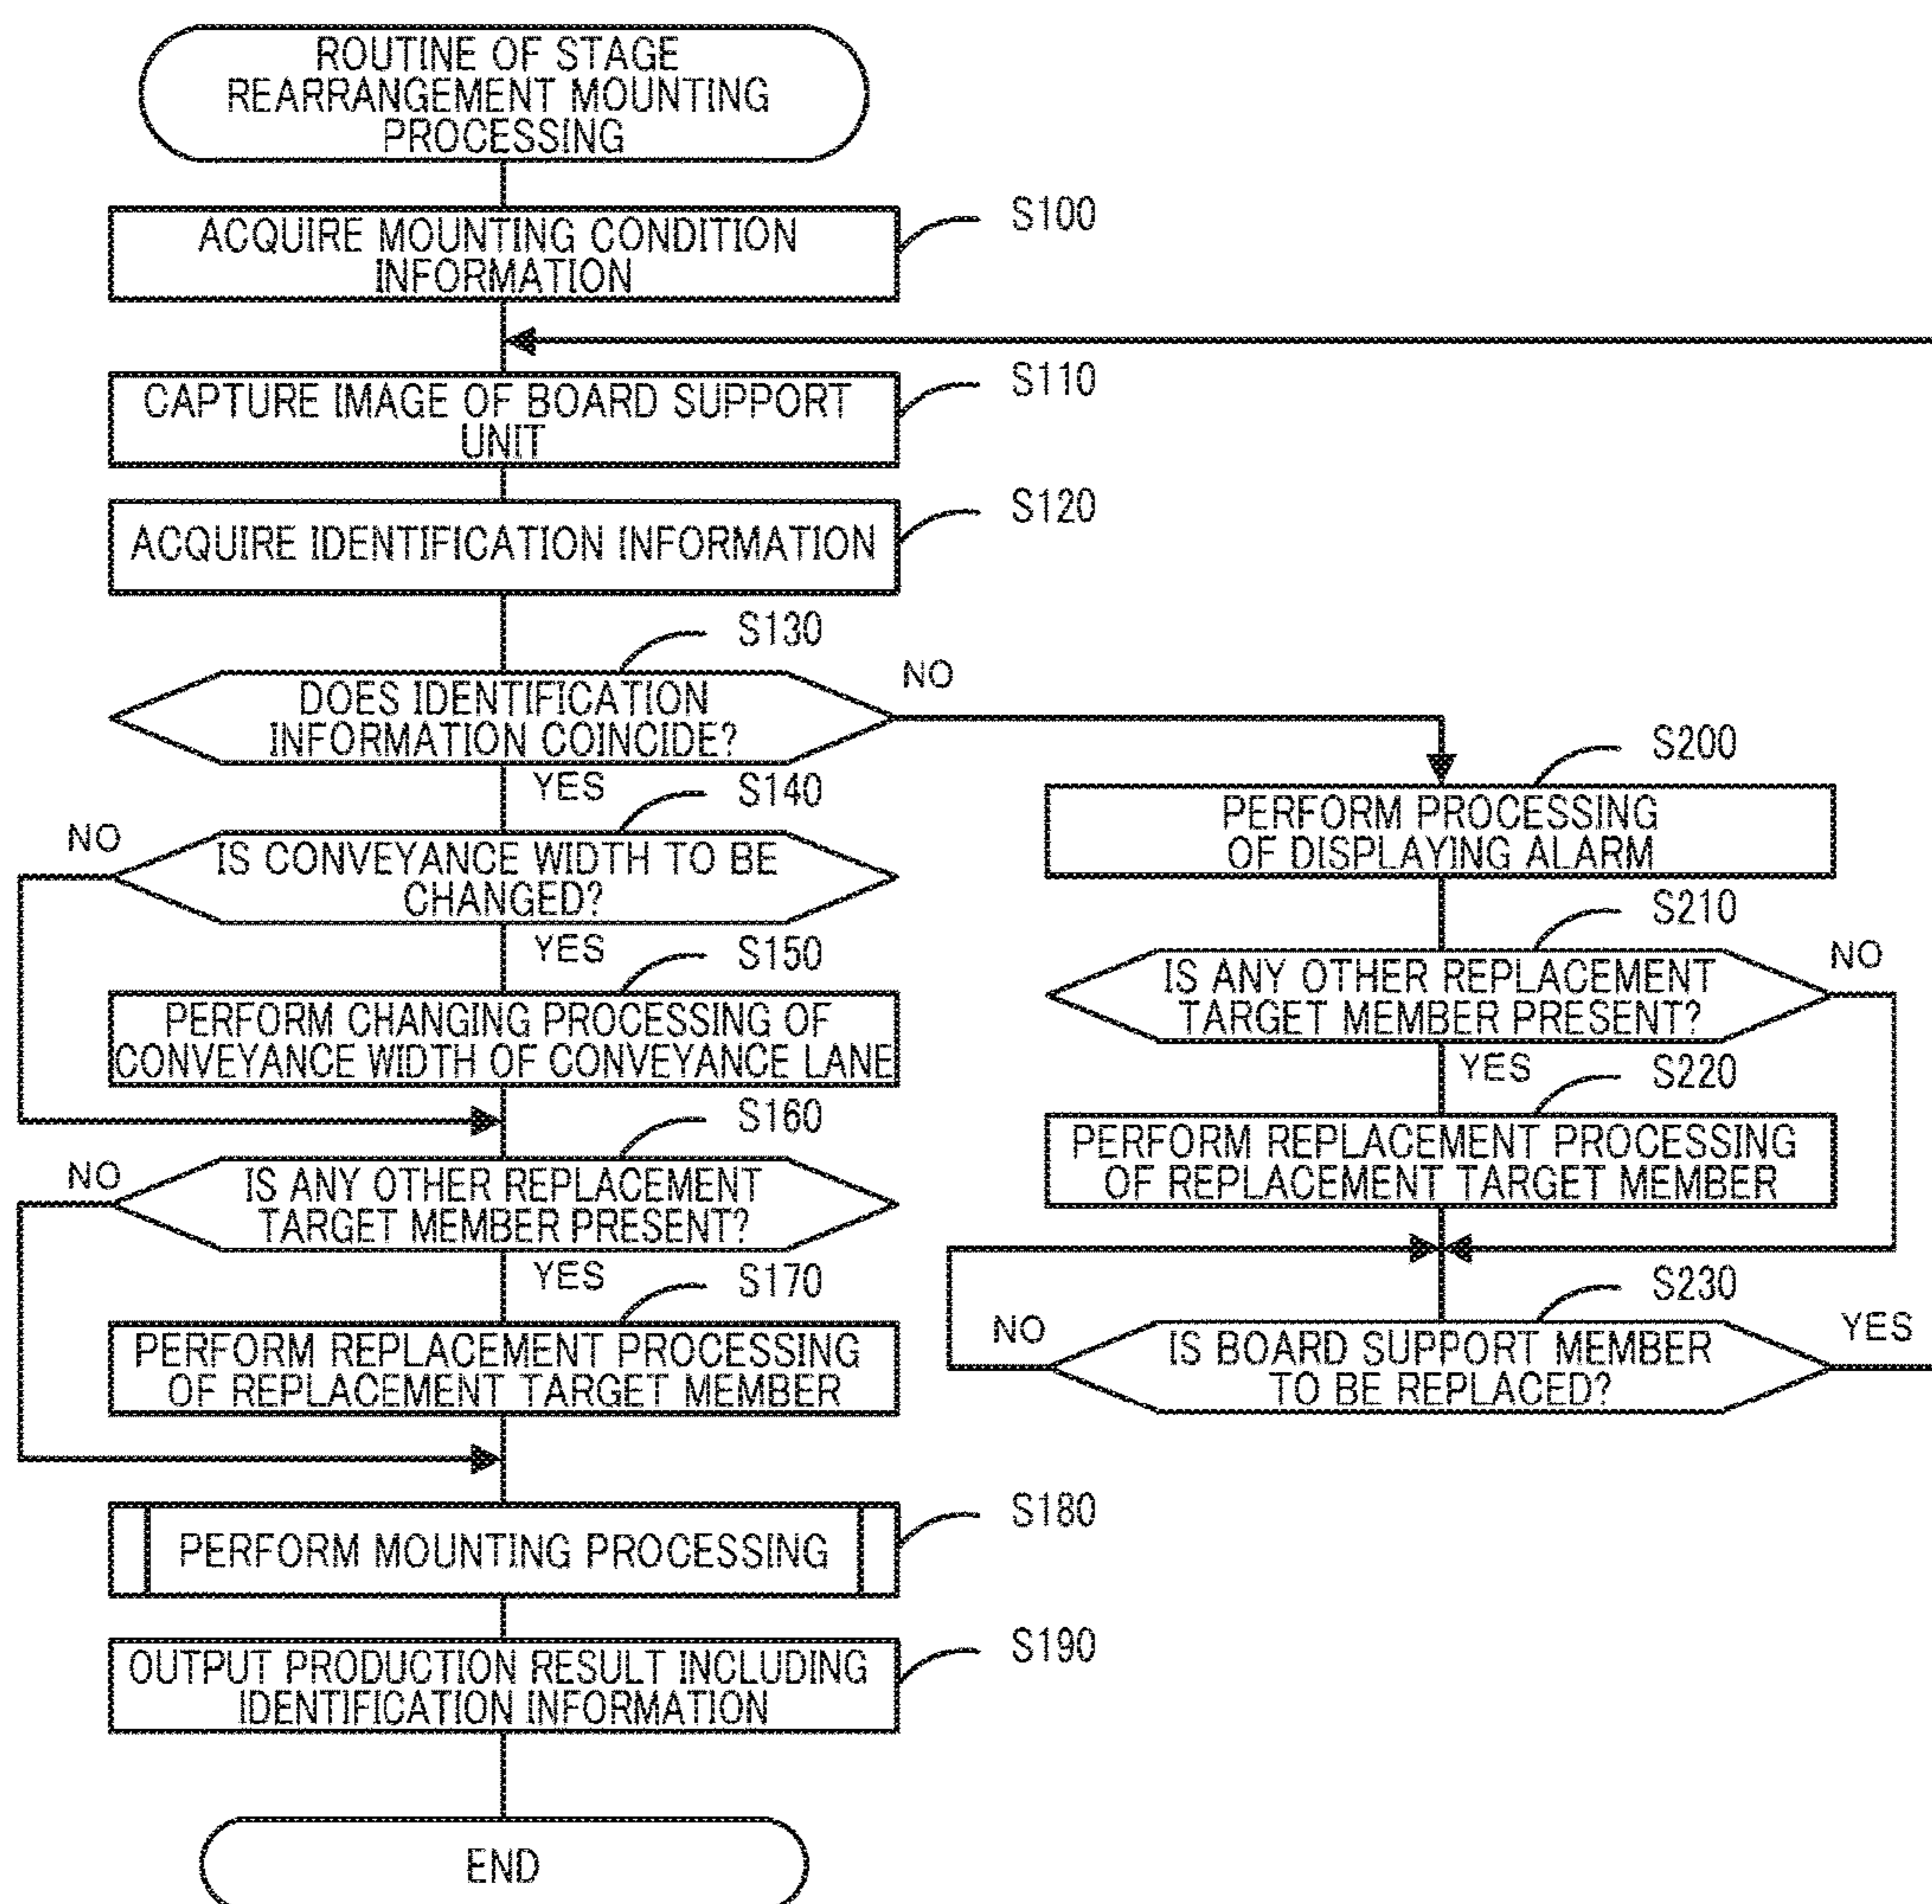 ROUTINE OF STAGE
REARRANGEMENT MOUNTING
PROCESSING
ACQUIRE MOUNTING CONDITION
INFORMATION
S100
CAPTURE IMAGE OF BOARD SUPPORT
UNIT
S110
ACQUIRE IDENTIFICATION INFORMATION
S120
DOES IDENTIFICATION
INFORMATION COINCIDE?
S130
NO
YES
IS CONVEYANCE WIDTH TO BE
CHANGED?
S140
NO
YES
PERFORM CHANGING PROCESSING OF
CONVEYANCE WIDTH OF CONVEYANCE LANE
S150
IS ANY OTHER REPLACEMENT
TARGET MEMBER PRESENT?
S160
NO
YES
PERFORM REPLACEMENT PROCESSING
OF REPLACEMENT TARGET MEMBER
S170
PERFORM MOUNTING PROCESSING
S180
OUTPUT PRODUCTION RESULT INCLUDING
IDENTIFICATION INFORMATION
S190
END
PERFORM PROCESSING
OF DISPLAYING ALARM
S200
IS ANY OTHER REPLACEMENT
TARGET MEMBER PRESENT?
S210
NO
YES
PERFORM REPLACEMENT PROCESSING
OF REPLACEMENT TARGET MEMBER
S220
IS BOARD SUPPORT MEMBER
TO BE REPLACED?
S230
NO
YES